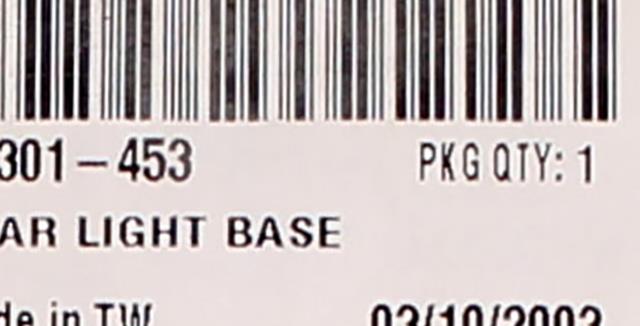 301-453 PKG QTY: 1
AR LIGHT BASE
de in TW